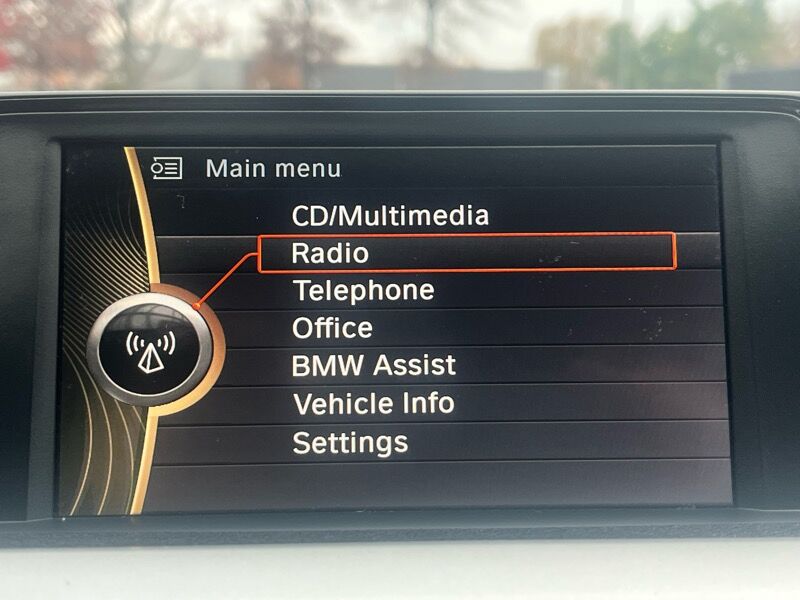 Main menu
CD/Multimedia
Radio
Telephone
Office
BMW Assist
Vehicle Info
Settings